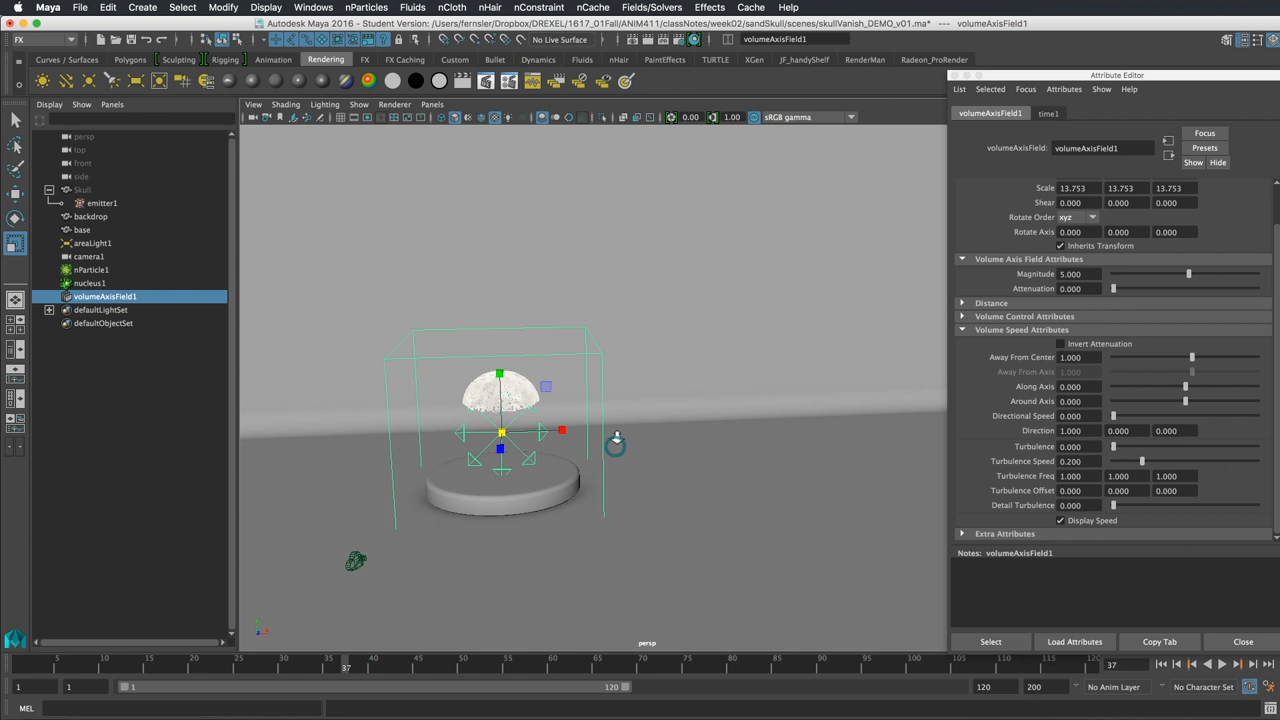 Maya File Edit Create Select Modify Display Windows nParticles Fluids nCloth nHair nConstraint nCache Fields/Solvers Cache Help
Autodesk Maya 2016 - Student Version: /Users/fernsler/Dropbox/DREXEL/1617_01Fall/ANIM411/classNotes/week02/sandSkull/scenes/skullVanish_DEMO_v01.ma* --- volumeAxisField1
FX No Live Surface volumeAxisField1
Curves / Surfaces Polygons Sculpting Rigging Animation Rendering FX FX Caching Bullet Dynamics Fluids nHair PaintEffects TURTLE XGen JF_handyShelf RenderMan Radeon_ProRender
Attribute Editor
List Selected Focus Attributes Show Help
Display Show Panels
View Shading Lighting Show Renderer Panels
0.00 1.00 sRGB gamma
volumeAxisField1 time1
persp
top
front
side
Skull
emitter1
backdrop
base
areaLight1
camera1
nParticle1
nucleus1
volumeAxisField1
defaultLightSet
defaultObjectSet
Focus
volumeAxisField: volumeAxisField1 Presets
Show Hide
Scale 13.753 13.753 13.753
Shear 0.000 0.000 0.000
Rotate Order xyz
Rotate Axis 0.000 0.000 0.000
Inherits Transform
Volume Axis Field Attributes
Magnitude 5.000
Attenuation 0.000
Distance
Volume Control Attributes
Volume Speed Attributes
Invert Attenuation
Away From Center 1.000
Away From Axis 1.000
Along Axis 0.000
Around Axis 0.000
Directional Speed 0.000
Direction 1.000 0.000 0.000
Turbulence 0.000
Turbulence Speed 0.200
Turbulence Freq 1.000 1.000 1.000
Turbulence Offset 0.000 0.000 0.000
Detail Turbulence 0.000
Display Speed
Extra Attributes
Notes: volumeAxisField1
Select Load Attributes Copy Tab Close
persp
5 10 15 20 25 30 35 37 40 45 50 55 60 65 70 75 80 85 90 95 100 105 110 115 37
1 1 1 120 120 200 No Anim Layer No Character Set
MEL